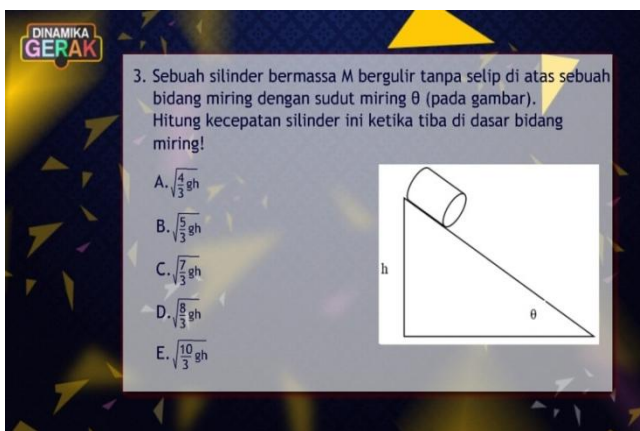 DINAMIKA
GERAK
3. Sebuah silinder bermassa M bergulir tanpa selip di atas sebuah
bidang miring dengan sudut miring θ (pada gambar).
Hitung kecepatan silinder ini ketika tiba di dasar bidang
miring!
A. √(4/3 gh)
B. √(5/3 gh)
C. √(7/3 gh)
D. √(8/3 gh)
E. √(10/3 gh)
h
θ